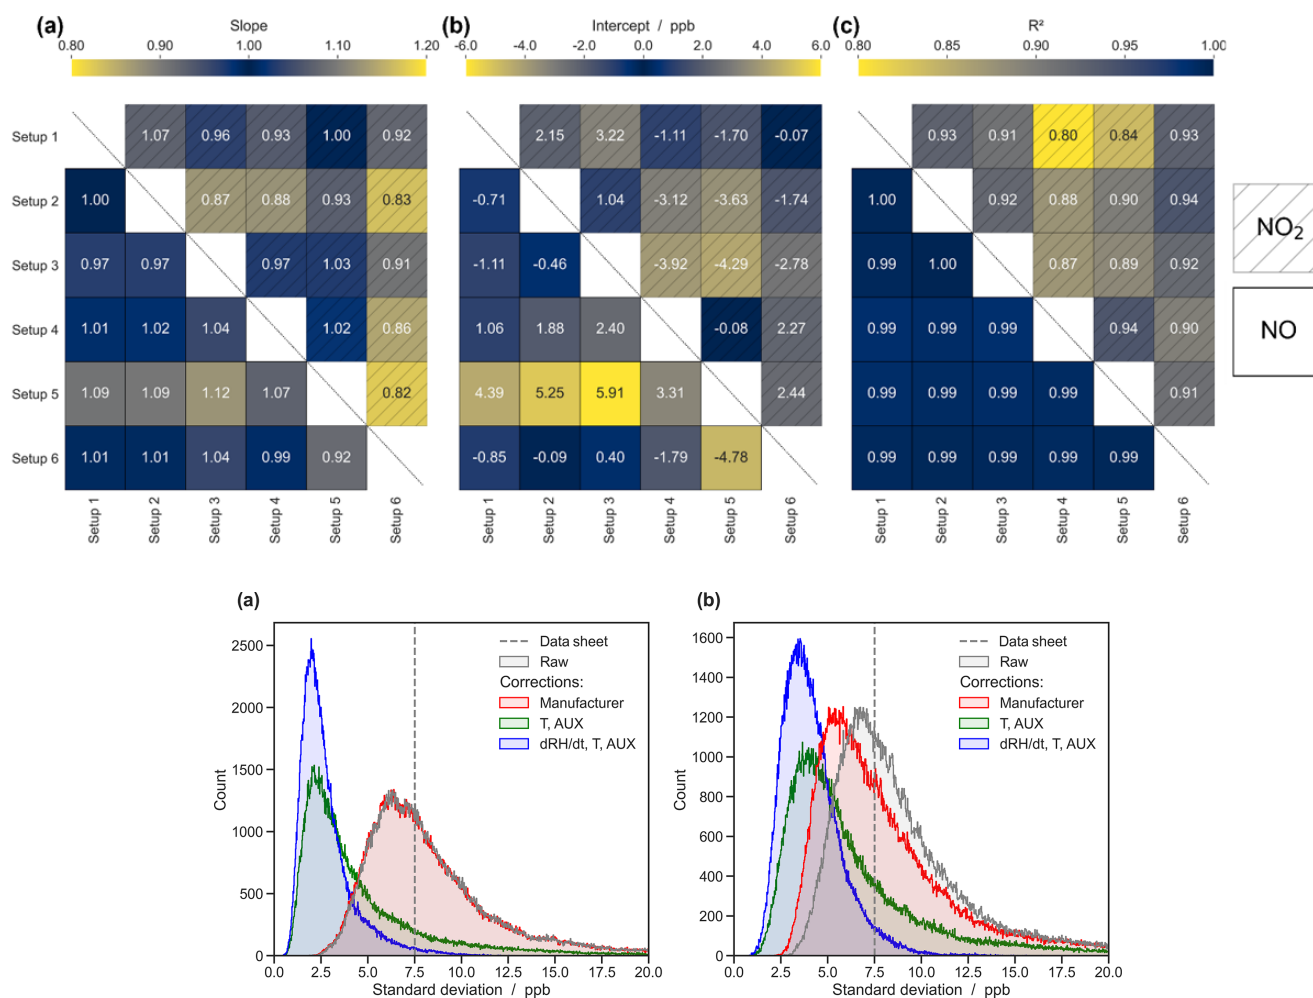 (a) Slope
0.80 0.90 1.00 1.10 1.20
(b) Intercept / ppb
-6.0 -4.0 -2.0 0.0 2.0 4.0 6.0
(c) R²
0.80 0.85 0.90 0.95 1.00
Setup 1 1.07 0.96 0.93 1.00 0.92
Setup 2 1.00 0.87 0.88 0.93 0.83
Setup 3 0.97 0.97 0.97 1.03 0.91
Setup 4 1.01 1.02 1.04 1.02 0.86
Setup 5 1.09 1.09 1.12 1.07 0.82
Setup 6 1.01 1.01 1.04 0.99 0.92
Setup 1 Setup 2 Setup 3 Setup 4 Setup 5 Setup 6
2.15 3.22 -1.11 -1.70 -0.07
-0.71 1.04 -3.12 -3.63 -1.74
-1.11 -0.46 -3.92 -4.29 -2.78
1.06 1.88 2.40 -0.08 2.27
4.39 5.25 5.91 3.31 2.44
-0.85 -0.09 0.40 -1.79 -4.78
Setup 1 Setup 2 Setup 3 Setup 4 Setup 5 Setup 6
0.93 0.91 0.80 0.84 0.93
1.00 0.92 0.88 0.90 0.94
0.99 1.00 0.87 0.89 0.92
0.99 0.99 0.99 0.94 0.90
0.99 0.99 0.99 0.99 0.91
0.99 0.99 0.99 0.99 0.99
Setup 1 Setup 2 Setup 3 Setup 4 Setup 5 Setup 6
NO₂
NO
(a)
Count
2500
2000
1500
1000
500
0
Data sheet
Raw
Corrections:
Manufacturer
T, AUX
dRH/dt, T, AUX
0.0 2.5 5.0 7.5 10.0 12.5 15.0 17.5 20.0
Standard deviation / ppb
(b)
Count
1600
1400
1200
1000
800
600
400
200
0
Data sheet
Raw
Corrections:
Manufacturer
T, AUX
dRH/dt, T, AUX
0.0 2.5 5.0 7.5 10.0 12.5 15.0 17.5 20.0
Standard deviation / ppb